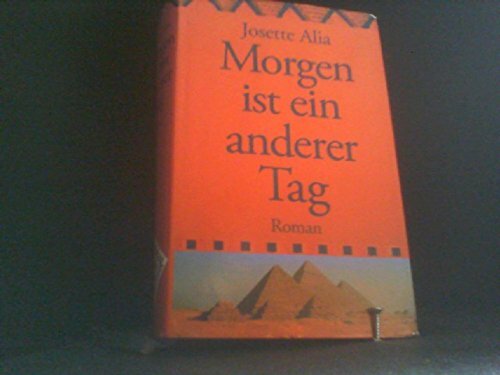 Josette Alia
Morgen
ist ein
anderer
Tag
Roman